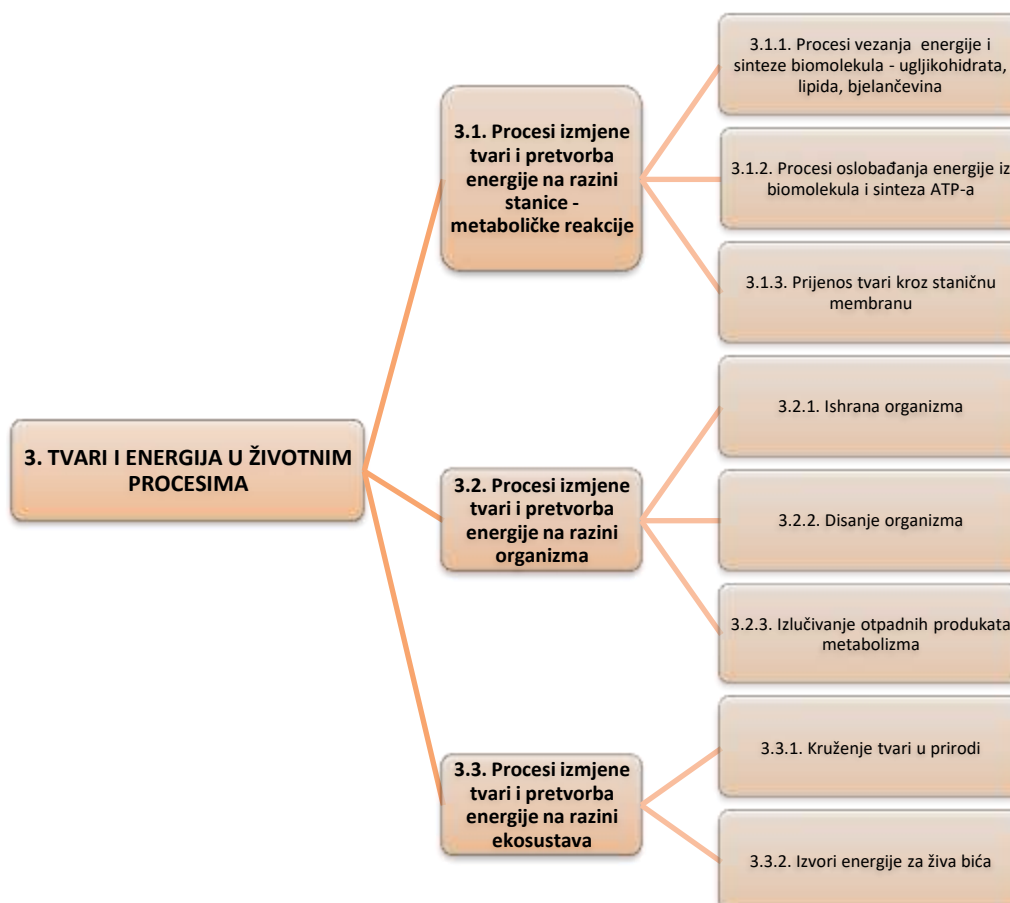 3. TVARI I ENERGIJA U ŽIVOTNIM
PROCESIMA
3.1. Procesi izmjene
tvari i pretvorba
energije na razini
stanice -
metaboličke reakcije
3.1.1. Procesi vezanja  energije i
sinteze biomolekula - ugljikohidrata,
lipida, bjelančevina
3.1.2. Procesi oslobađanja energije iz
biomolekula i sinteza ATP-a
3.1.3. Prijenos tvari kroz staničnu
membranu
3.2. Procesi izmjene
tvari i pretvorba
energije na razini
organizma
3.2.1. Ishrana organizma
3.2.2. Disanje organizma
3.2.3. Izlučivanje otpadnih produkata
metabolizma
3.3. Procesi izmjene
tvari i pretvorba
energije na razini
ekosustava
3.3.1. Kruženje tvari u prirodi
3.3.2. Izvori energije za živa bića